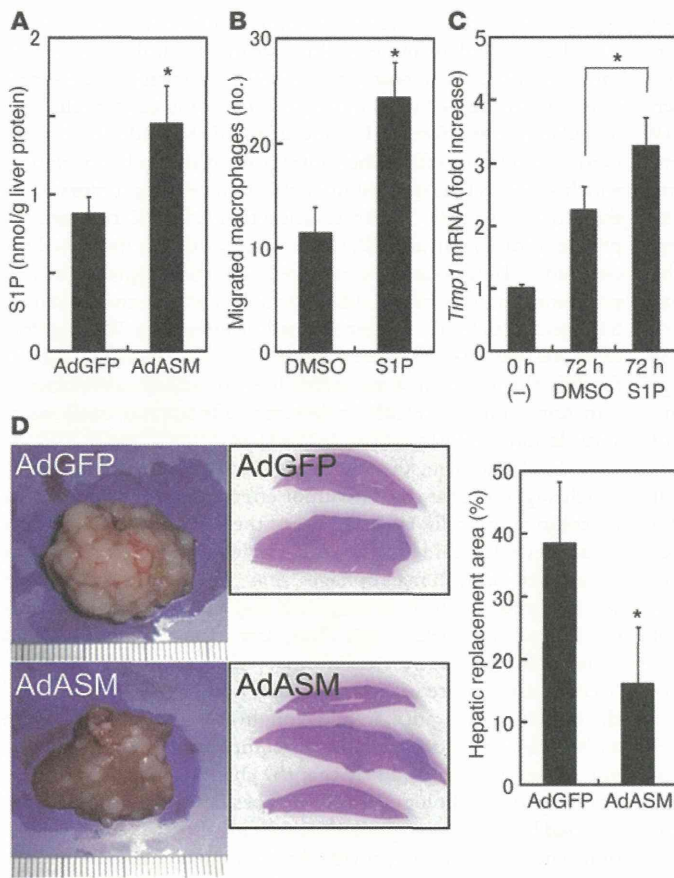 A
S1P (nmol/g liver protein)
2
1
0
*
AdGFP AdASM
B
Migrated macrophages (no.)
30
20
10
0
*
DMSO S1P
C
Timp1 mRNA (fold increase)
5
4
3
2
1
0
*
0 h 72 h 72 h
(–) DMSO S1P
D
AdGFP
AdGFP
AdASM
AdASM
Hepatic replacement area (%)
50
40
30
20
10
0
*
AdGFP AdASM